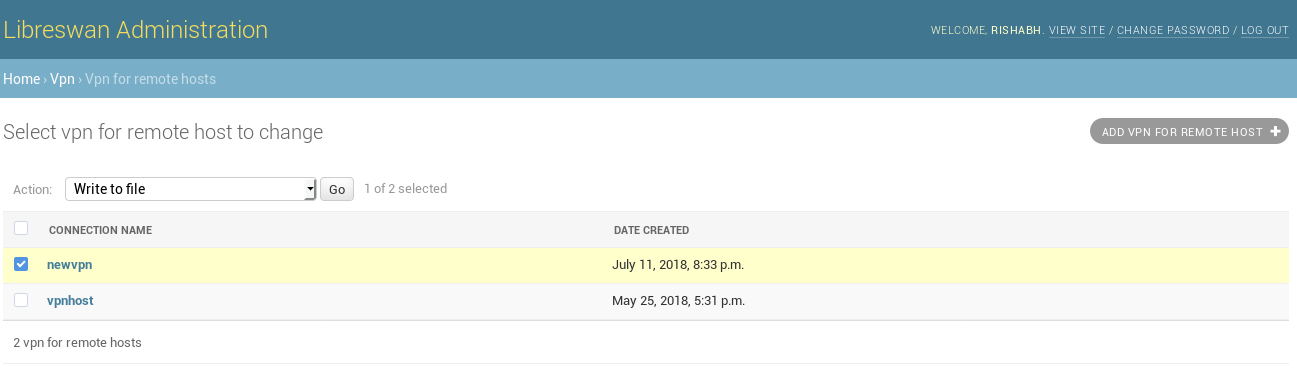 Libreswan Administration
WELCOME, RISHABH. VIEW SITE / CHANGE PASSWORD / LOG OUT
Home › Vpn › Vpn for remote hosts
Select vpn for remote host to change
ADD VPN FOR REMOTE HOST +
Action: Write to file Go 1 of 2 selected
CONNECTION NAME DATE CREATED
newvpn July 11, 2018, 8:33 p.m.
vpnhost May 25, 2018, 5:31 p.m.
2 vpn for remote hosts